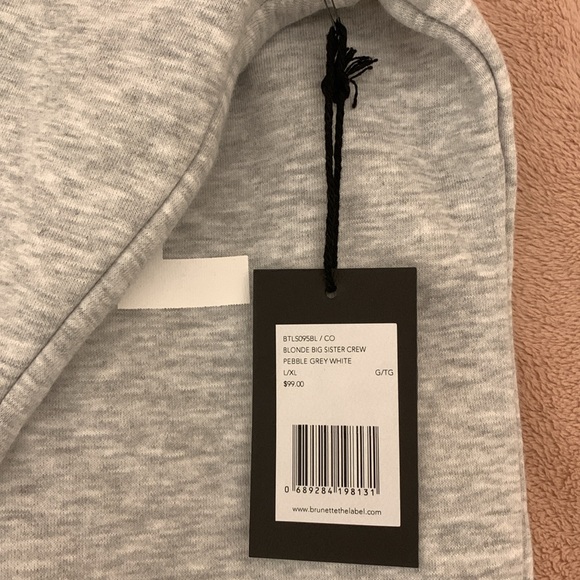 BTLS095BL / CO
BLONDE BIG SISTER CREW
PEBBLE GREY WHITE
L/XL G/TG
$99.00
0 689284 198131
www.brunettethelabel.com